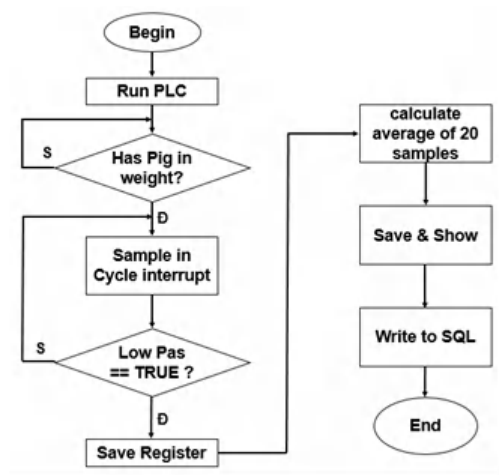 Begin
Run PLC
S
Has Pig in
weight?
Đ
Sample in
Cycle interrupt
S
Low Pas
== TRUE ?
Đ
Save Register
calculate
average of 20
samples
Save & Show
Write to SQL
End